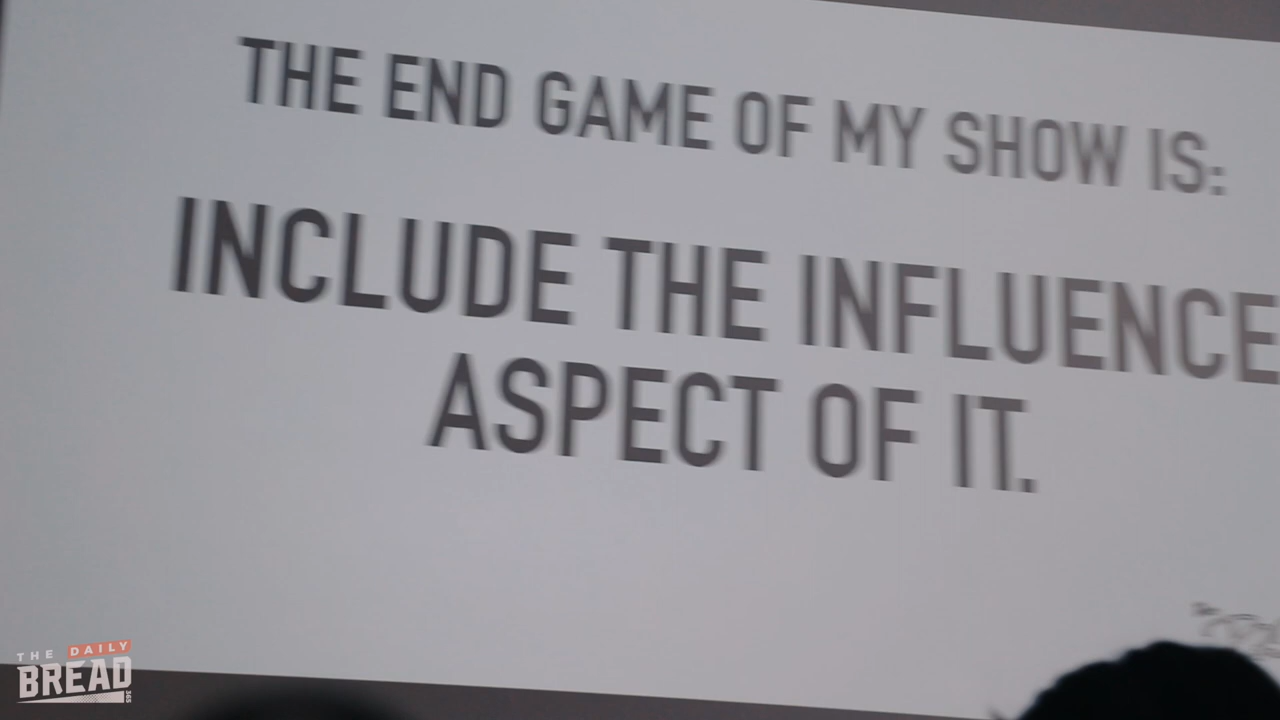 THE END GAME OF MY SHOW IS:
INCLUDE THE INFLUENCE
ASPECT OF IT.
THE DAILY
BREAD